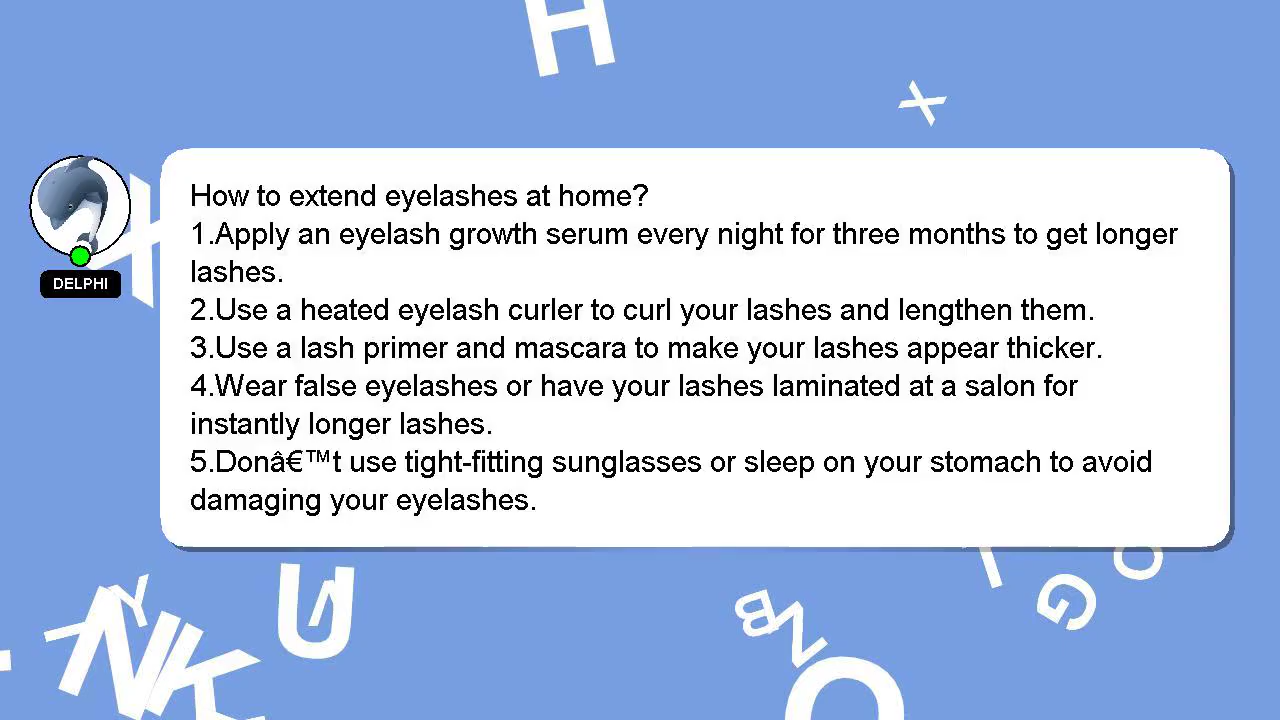 H
X
How to extend eyelashes at home?
1.Apply an eyelash growth serum every night for three months to get longer
lashes.
DELPHI
2.Use a heated eyelash curler to curl your lashes and lengthen them.
3.Use a lash primer and mascara to make your lashes appear thicker.
4.Wear false eyelashes or have your lashes laminated at a salon for
instantly longer lashes.
5.Donâ€™t use tight-fitting sunglasses or sleep on your stomach to avoid
damaging your eyelashes.
U
Y
N
K
B
Z
G
O
O